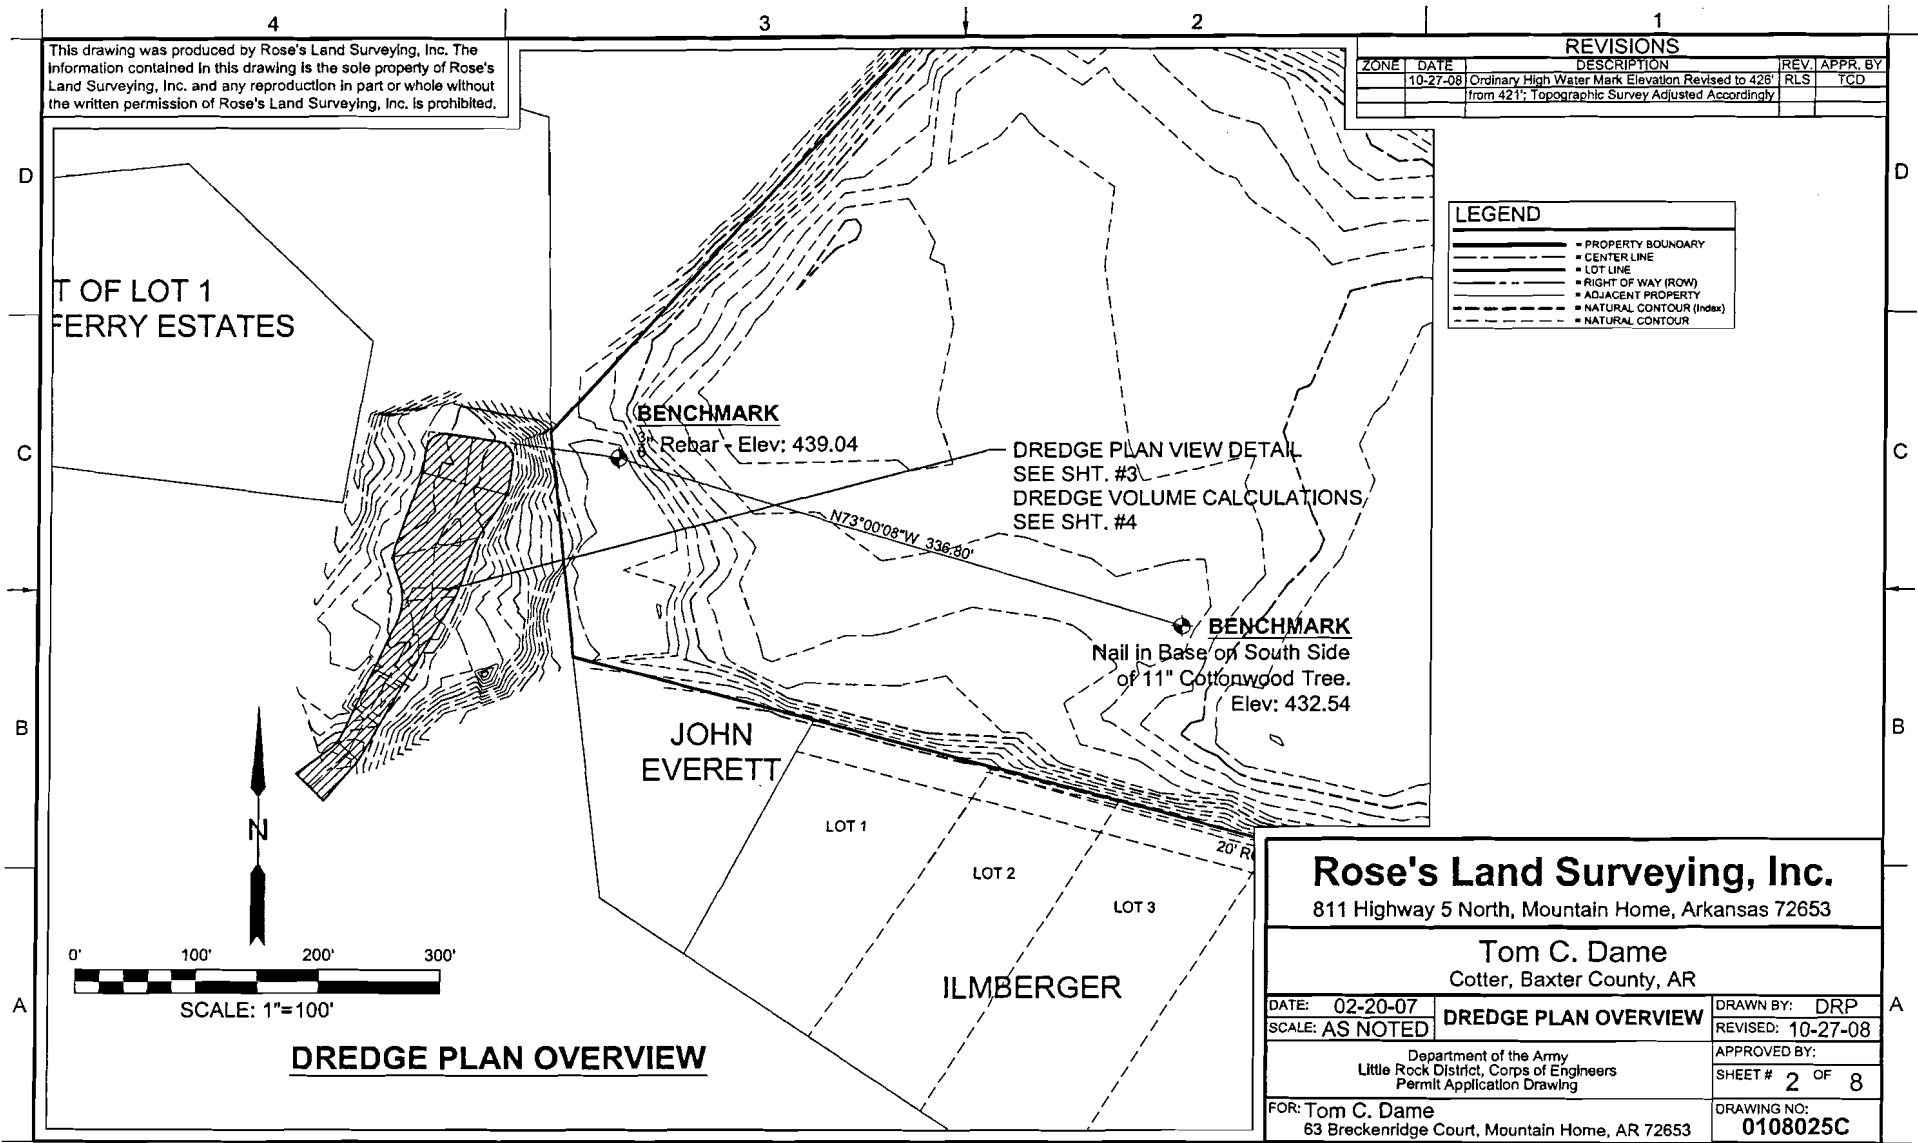 4 3 2 1
This drawing was produced by Rose's Land Surveying, Inc. The
information contained in this drawing is the sole property of Rose's
Land Surveying, Inc. and any reproduction in part or whole without
the written permission of Rose's Land Surveying, Inc. is prohibited.
REVISIONS
ZONE DATE DESCRIPTION REV. APPR. BY
10-27-08 Ordinary High Water Mark Elevation Revised to 426' RLS TCD
from 421'; Topographic Survey Adjusted Accordingly
D D
LEGEND
= PROPERTY BOUNDARY
= CENTER LINE
= LOT LINE
= RIGHT OF WAY (ROW)
= ADJACENT PROPERTY
= NATURAL CONTOUR (Index)
= NATURAL CONTOUR
T OF LOT 1
FERRY ESTATES
BENCHMARK
" Rebar - Elev: 439.04
C C
DREDGE PLAN VIEW DETAIL
SEE SHT. #3
DREDGE VOLUME CALCULATIONS
SEE SHT. #4
N73°00'08"W 336.80'
BENCHMARK
Nail in Base on South Side
of 11" Cottonwood Tree.
Elev: 432.54
B B
JOHN
EVERETT
N
LOT 1
LOT 2
LOT 3
20'
ILMBERGER
0' 100' 200' 300'
SCALE: 1"=100'
A A
DREDGE PLAN OVERVIEW
Rose's Land Surveying, Inc.
811 Highway 5 North, Mountain Home, Arkansas 72653
Tom C. Dame
Cotter, Baxter County, AR
DATE: 02-20-07
SCALE: AS NOTED
DREDGE PLAN OVERVIEW
DRAWN BY: DRP
REVISED: 10-27-08
Department of the Army
Little Rock District, Corps of Engineers
Permit Application Drawing
APPROVED BY:
SHEET # 2 OF 8
FOR: Tom C. Dame
63 Breckenridge Court, Mountain Home, AR 72653
DRAWING NO:
0108025C